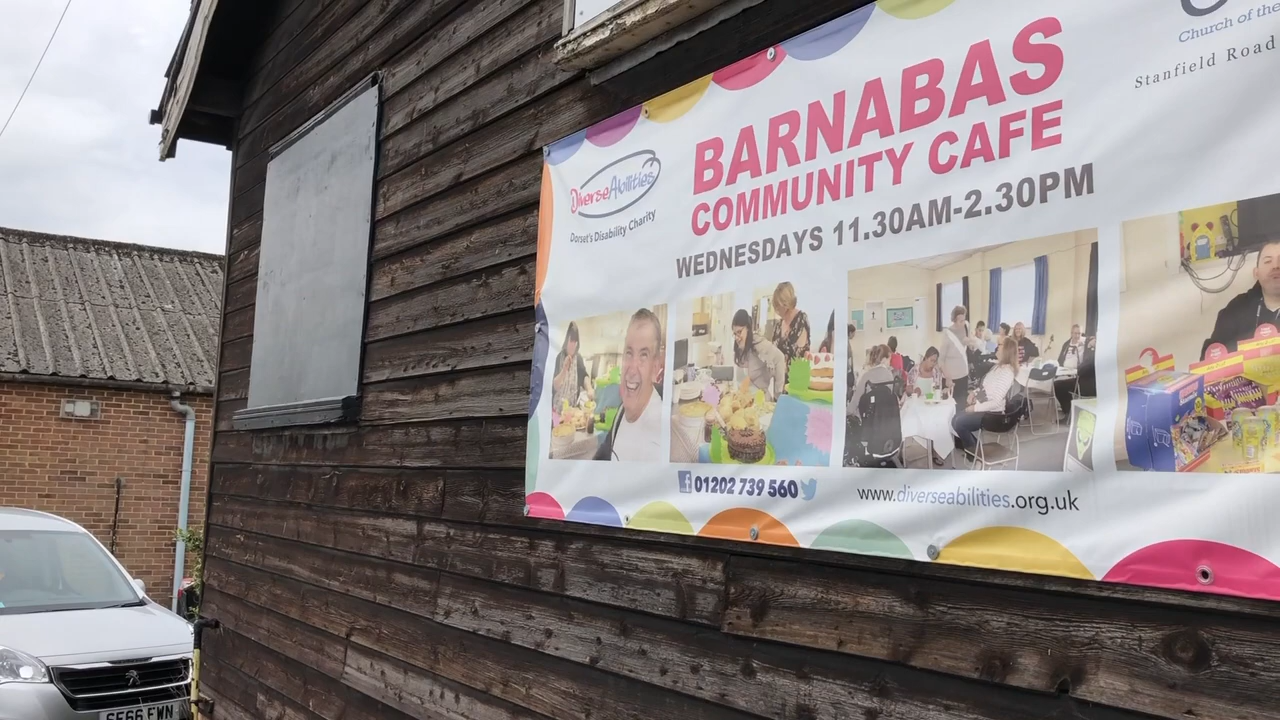 Church of the
Stanfield Road
BARNABAS
COMMUNITY CAFE
WEDNESDAYS 11.30AM-2.30PM
DiverseAbilities
Dorset's Disability Charity
01202 739 560
www.diverseabilities.org.uk